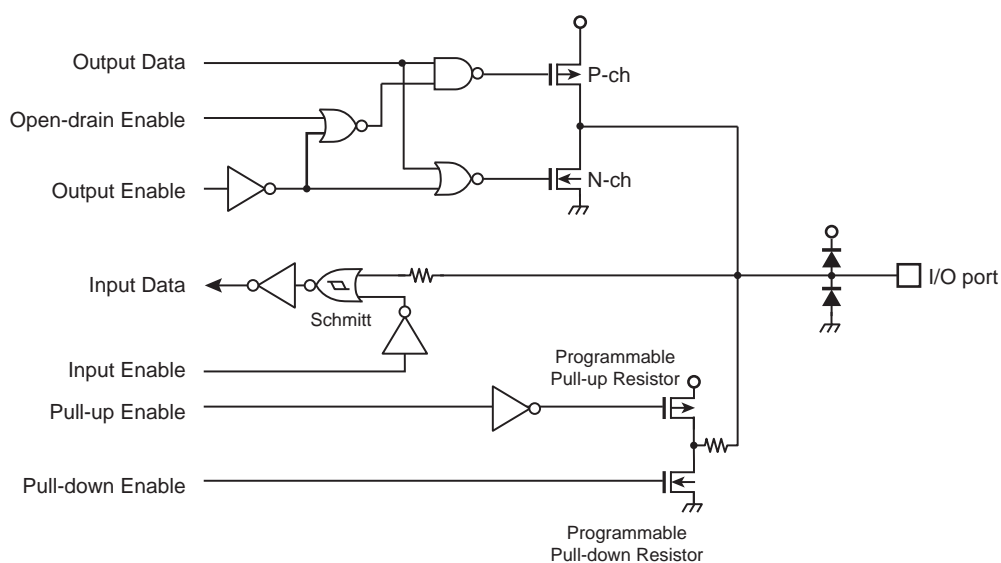 Output Data
P-ch
Open-drain Enable
Output Enable
N-ch
Input Data
I/O port
Schmitt
Input Enable
Programmable
Pull-up Resistor
Pull-up Enable
Pull-down Enable
Programmable
Pull-down Resistor